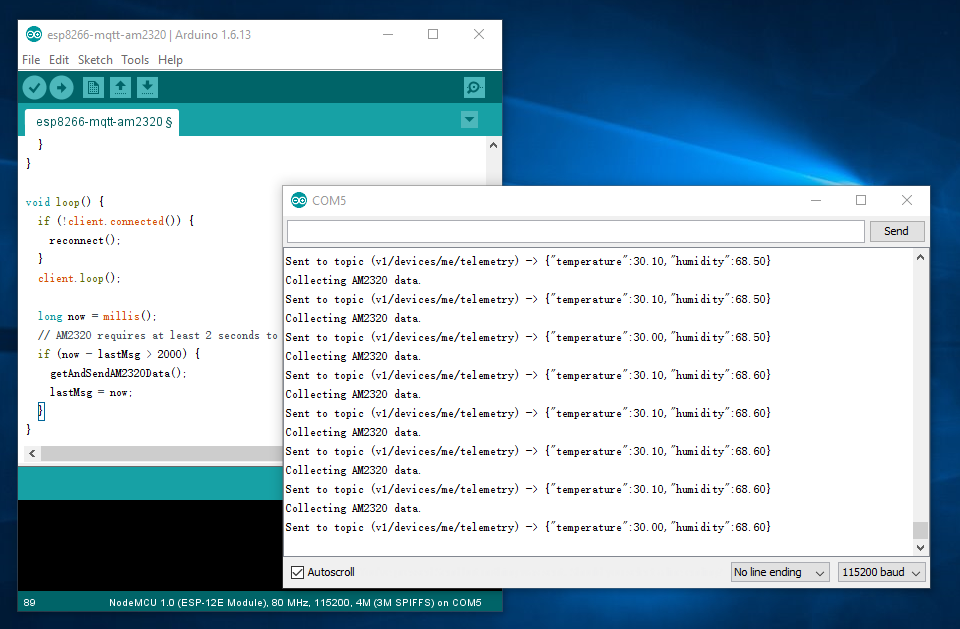 esp8266-mqtt-am2320 | Arduino 1.6.13
File Edit Sketch Tools Help
esp8266-mqtt-am2320 §
}
}
void loop() {
if (!client.connected()) {
reconnect();
}
client.loop();
long now = millis();
// AM2320 requires at least 2 seconds to
if (now - lastMsg > 2000) {
getAndSendAM2320Data();
lastMsg = now;
}
}
89
NodeMCU 1.0 (ESP-12E Module), 80 MHz, 115200, 4M (3M SPIFFS) on COM5
COM5
Send
Sent to topic (v1/devices/me/telemetry) -> {"temperature":30.10,"humidity":68.50}
Collecting AM2320 data.
Sent to topic (v1/devices/me/telemetry) -> {"temperature":30.10,"humidity":68.50}
Collecting AM2320 data.
Sent to topic (v1/devices/me/telemetry) -> {"temperature":30.00,"humidity":68.50}
Collecting AM2320 data.
Sent to topic (v1/devices/me/telemetry) -> {"temperature":30.10,"humidity":68.60}
Collecting AM2320 data.
Sent to topic (v1/devices/me/telemetry) -> {"temperature":30.10,"humidity":68.60}
Collecting AM2320 data.
Sent to topic (v1/devices/me/telemetry) -> {"temperature":30.10,"humidity":68.60}
Collecting AM2320 data.
Sent to topic (v1/devices/me/telemetry) -> {"temperature":30.10,"humidity":68.60}
Collecting AM2320 data.
Sent to topic (v1/devices/me/telemetry) -> {"temperature":30.00,"humidity":68.60}
Autoscroll
No line ending
115200 baud